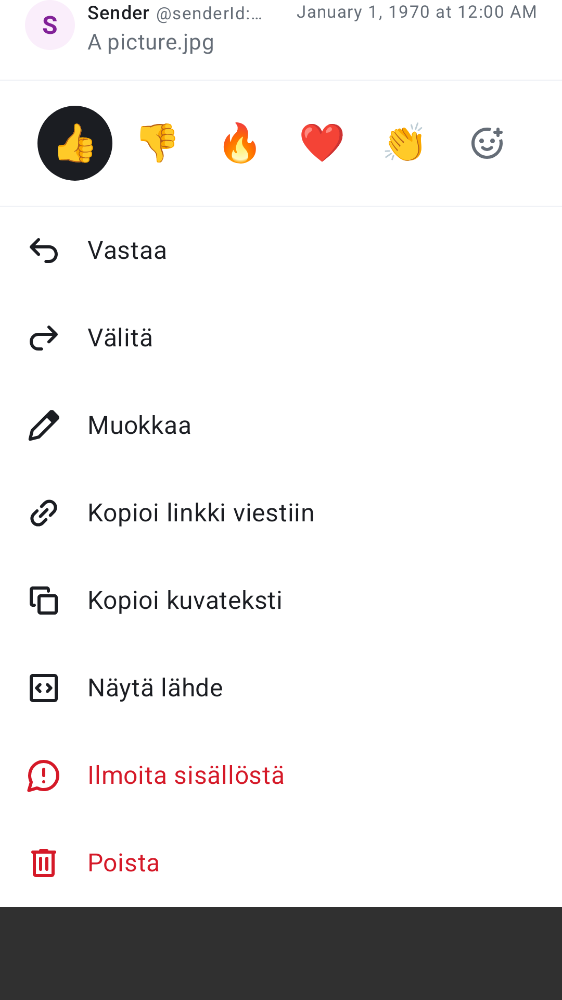 S
Sender @senderId:… January 1, 1970 at 12:00 AM
A picture.jpg
Vastaa
Välitä
Muokkaa
Kopioi linkki viestiin
Kopioi kuvateksti
Näytä lähde
Ilmoita sisällöstä
Poista